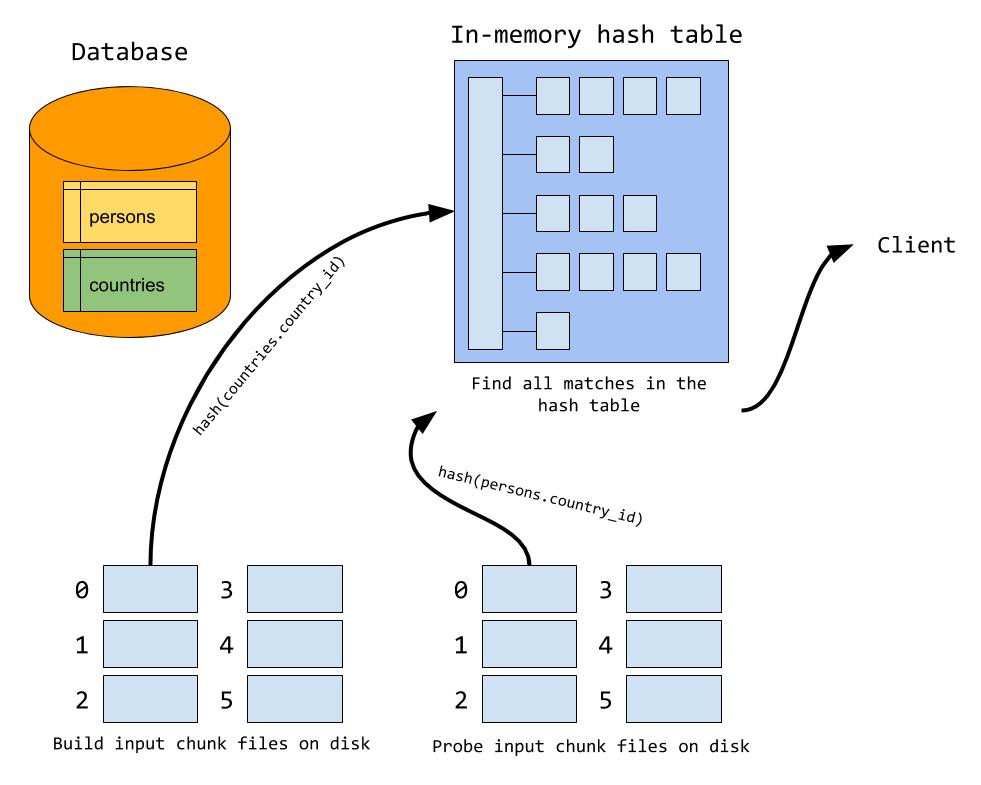 Database
In-memory hash table
persons
countries
hash(countries.country_id)
Client
Find all matches in the
hash table
hash(persons.country_id)
0
3
1
4
2
5
Build input chunk files on disk
0
3
1
4
2
5
Probe input chunk files on disk